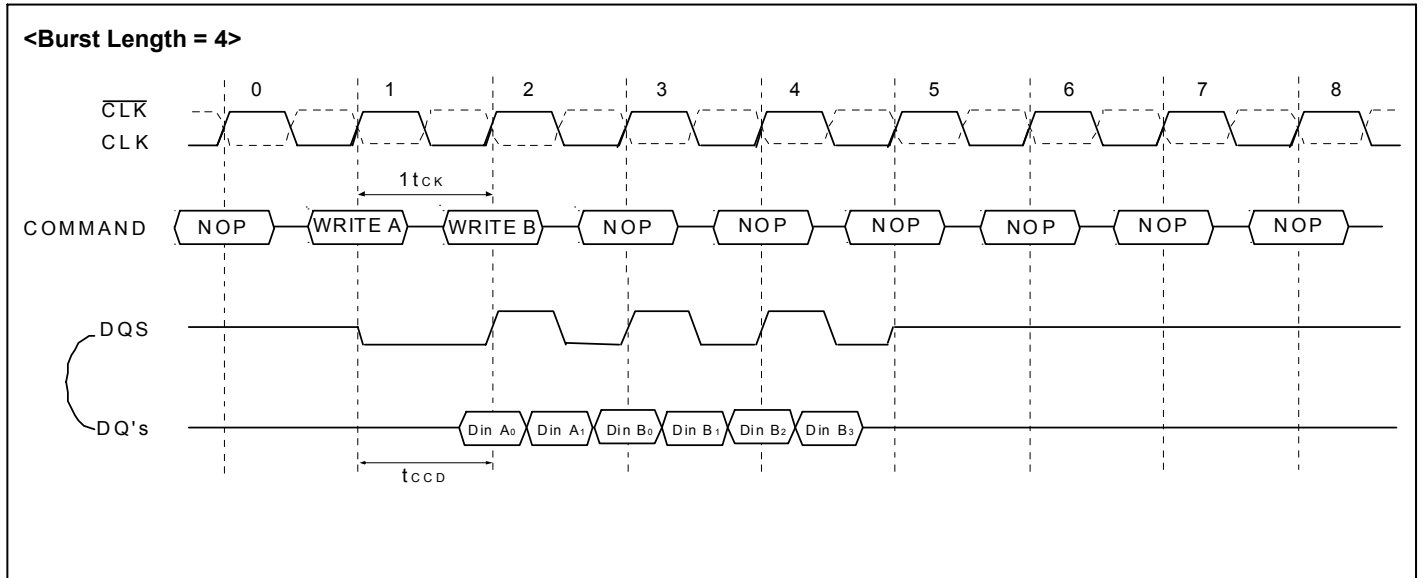 <Burst Length = 4>
0 1 2 3 4 5 6 7 8
CLK
CLK
1tCK
COMMAND NOP WRITE A WRITE B NOP NOP NOP NOP NOP NOP
DQS
DQ's Din A0 Din A1 Din B0 Din B1 Din B2 Din B3
tCCD